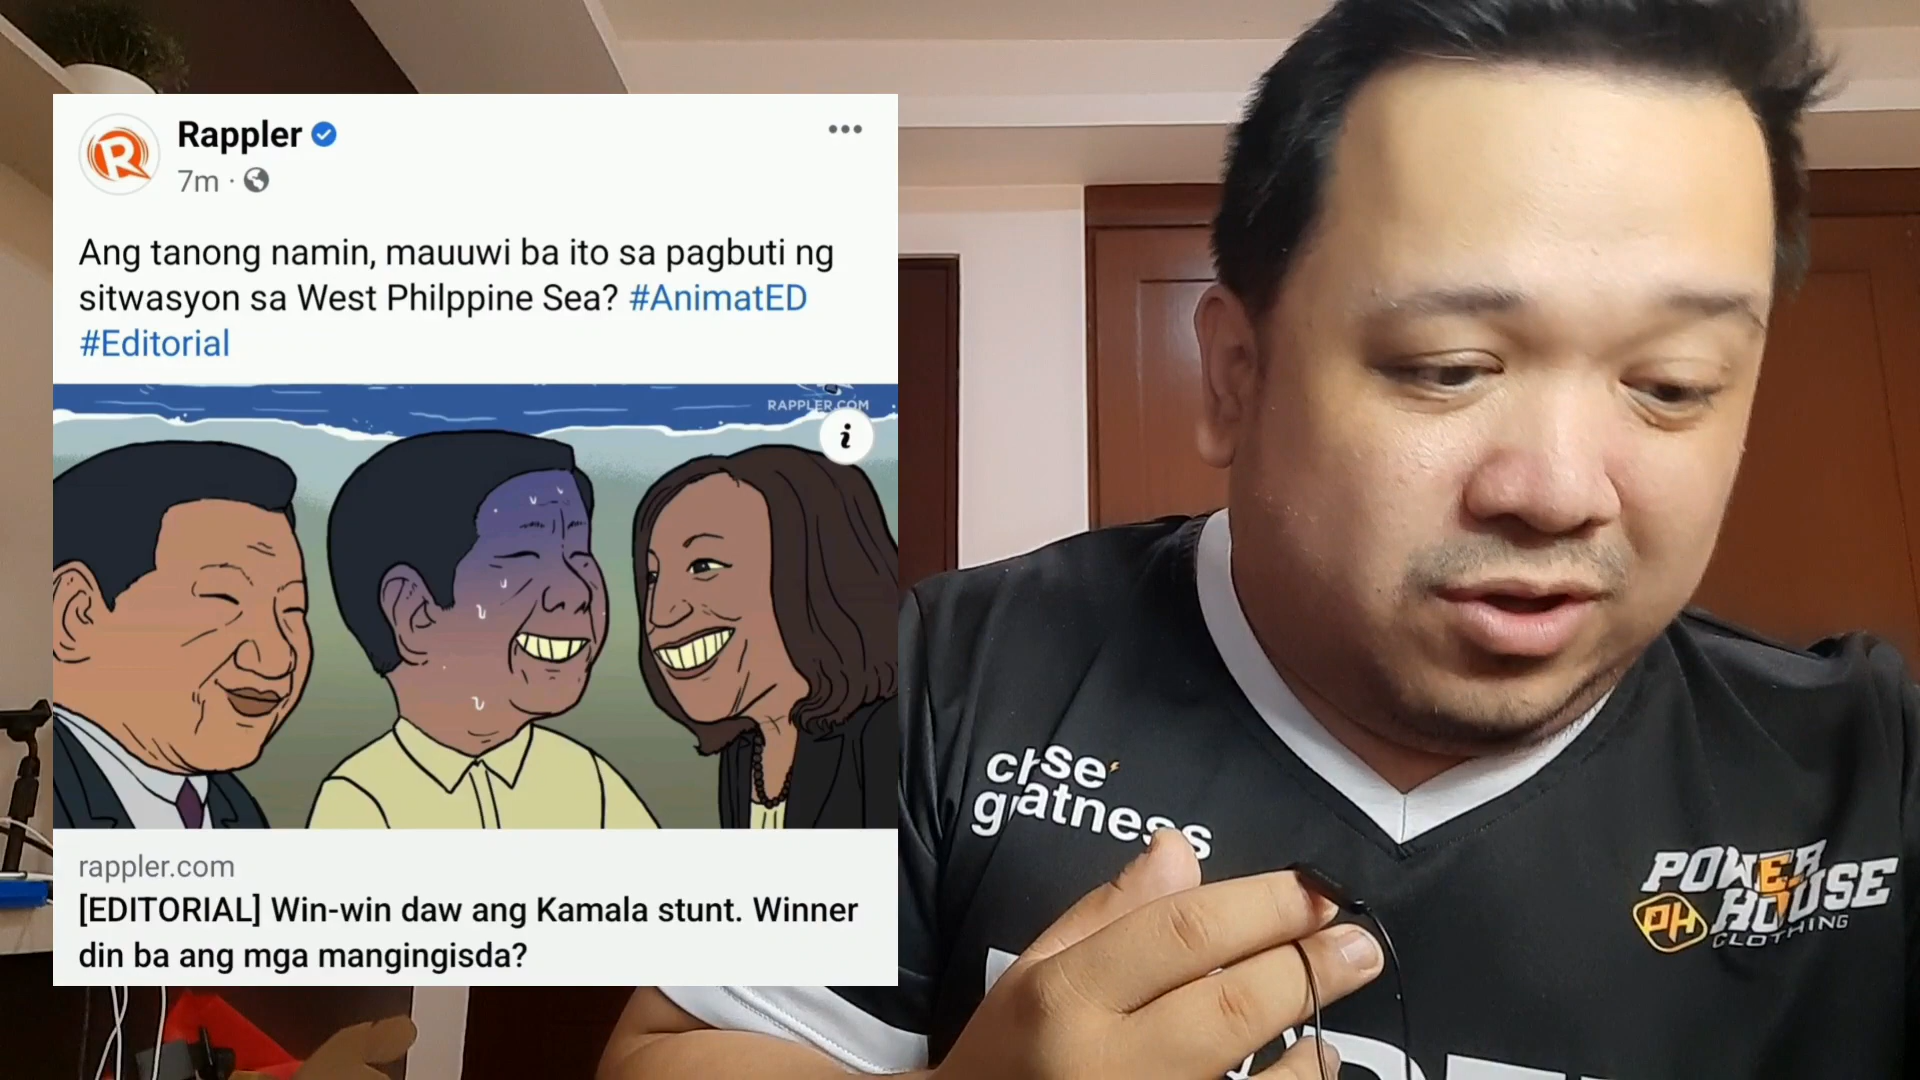 Rappler
7m
Ang tanong namin, mauuwi ba ito sa pagbuti ng
sitwasyon sa West Philppine Sea? #AnimatED
#Editorial
RAPPLER.COM
rappler.com
[EDITORIAL] Win-win daw ang Kamala stunt. Winner
din ba ang mga mangingisda?
POWER
HOUSE
PH
CLOTHING